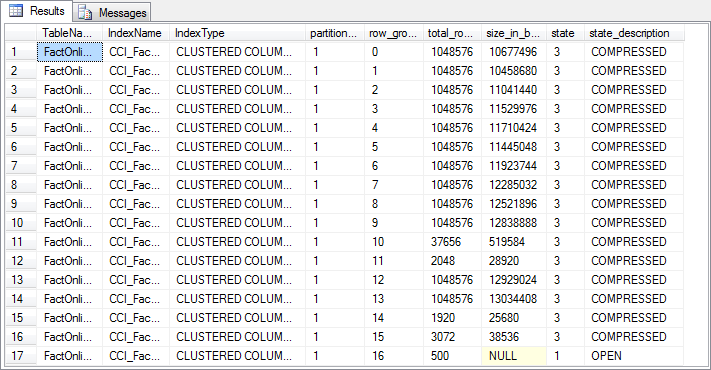 Results Messages
TableNa... IndexName IndexType partition... row_gro... total_ro... size_in_b... state state_description
1 FactOnli... CCI_Fac... CLUSTERED COLUM... 1 0 1048576 10677496 3 COMPRESSED
2 FactOnli... CCI_Fac... CLUSTERED COLUM... 1 1 1048576 10458680 3 COMPRESSED
3 FactOnli... CCI_Fac... CLUSTERED COLUM... 1 2 1048576 11041440 3 COMPRESSED
4 FactOnli... CCI_Fac... CLUSTERED COLUM... 1 3 1048576 11529976 3 COMPRESSED
5 FactOnli... CCI_Fac... CLUSTERED COLUM... 1 4 1048576 11710424 3 COMPRESSED
6 FactOnli... CCI_Fac... CLUSTERED COLUM... 1 5 1048576 11445048 3 COMPRESSED
7 FactOnli... CCI_Fac... CLUSTERED COLUM... 1 6 1048576 11923744 3 COMPRESSED
8 FactOnli... CCI_Fac... CLUSTERED COLUM... 1 7 1048576 12285032 3 COMPRESSED
9 FactOnli... CCI_Fac... CLUSTERED COLUM... 1 8 1048576 12521896 3 COMPRESSED
10 FactOnli... CCI_Fac... CLUSTERED COLUM... 1 9 1048576 12838888 3 COMPRESSED
11 FactOnli... CCI_Fac... CLUSTERED COLUM... 1 10 37656 519584 3 COMPRESSED
12 FactOnli... CCI_Fac... CLUSTERED COLUM... 1 11 2048 28920 3 COMPRESSED
13 FactOnli... CCI_Fac... CLUSTERED COLUM... 1 12 1048576 12929024 3 COMPRESSED
14 FactOnli... CCI_Fac... CLUSTERED COLUM... 1 13 1048576 13034408 3 COMPRESSED
15 FactOnli... CCI_Fac... CLUSTERED COLUM... 1 14 1920 25680 3 COMPRESSED
16 FactOnli... CCI_Fac... CLUSTERED COLUM... 1 15 3072 38536 3 COMPRESSED
17 FactOnli... CCI_Fac... CLUSTERED COLUM... 1 16 500 NULL 1 OPEN